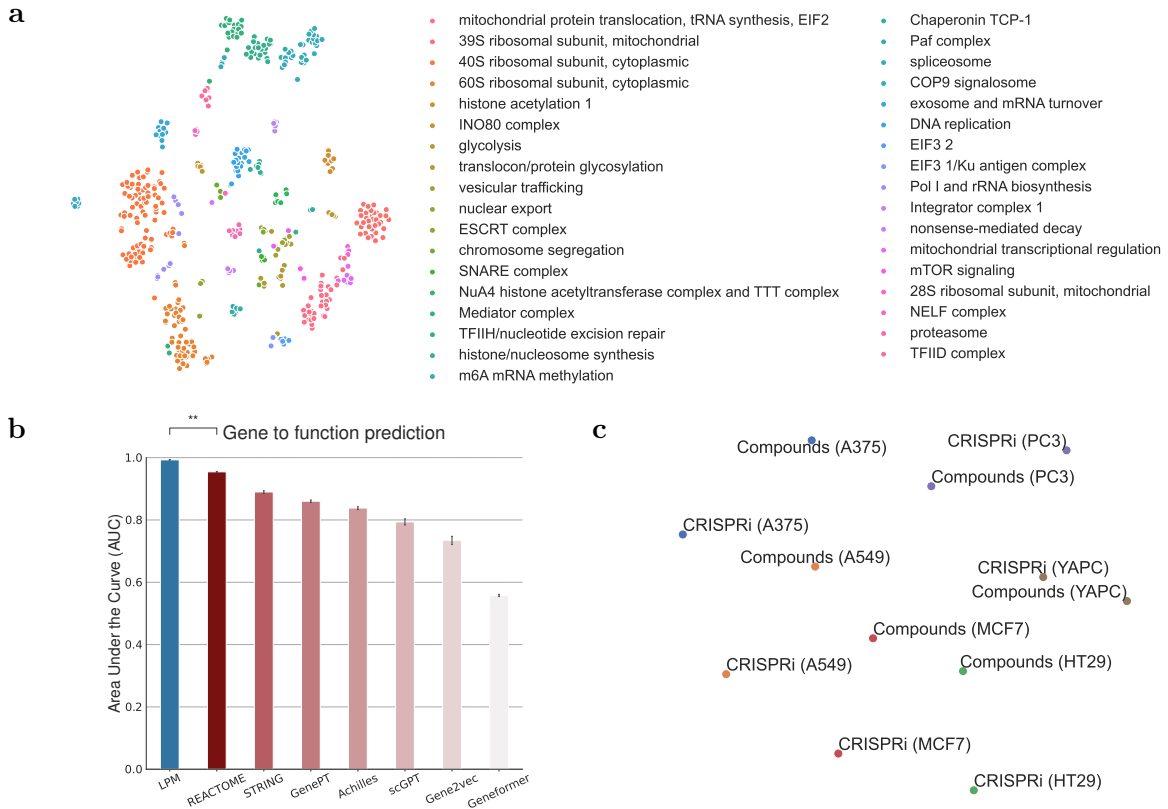 a
mitochondrial protein translocation, tRNA synthesis, EIF2
39S ribosomal subunit, mitochondrial
40S ribosomal subunit, cytoplasmic
60S ribosomal subunit, cytoplasmic
histone acetylation 1
INO80 complex
glycolysis
translocon/protein glycosylation
vesicular trafficking
nuclear export
ESCRT complex
chromosome segregation
SNARE complex
NuA4 histone acetyltransferase complex and TTT complex
Mediator complex
TFIIH/nucleotide excision repair
histone/nucleosome synthesis
m6A mRNA methylation
Chaperonin TCP-1
Paf complex
spliceosome
COP9 signalosome
exosome and mRNA turnover
DNA replication
EIF3 2
EIF3 1/Ku antigen complex
Pol I and rRNA biosynthesis
Integrator complex 1
nonsense-mediated decay
mitochondrial transcriptional regulation
mTOR signaling
28S ribosomal subunit, mitochondrial
NELF complex
proteasome
TFIID complex
b
**
Gene to function prediction
Area Under the Curve (AUC)
1.0
0.8
0.6
0.4
0.2
0.0
LPM
REACTOME
STRING
GenePT
Achilles
scGPT
Gene2vec
Geneformer
c
Compounds (A375)
CRISPRi (PC3)
Compounds (PC3)
CRISPRi (A375)
Compounds (A549)
CRISPRi (YAPC)
Compounds (YAPC)
Compounds (MCF7)
CRISPRi (A549)
Compounds (HT29)
CRISPRi (MCF7)
CRISPRi (HT29)